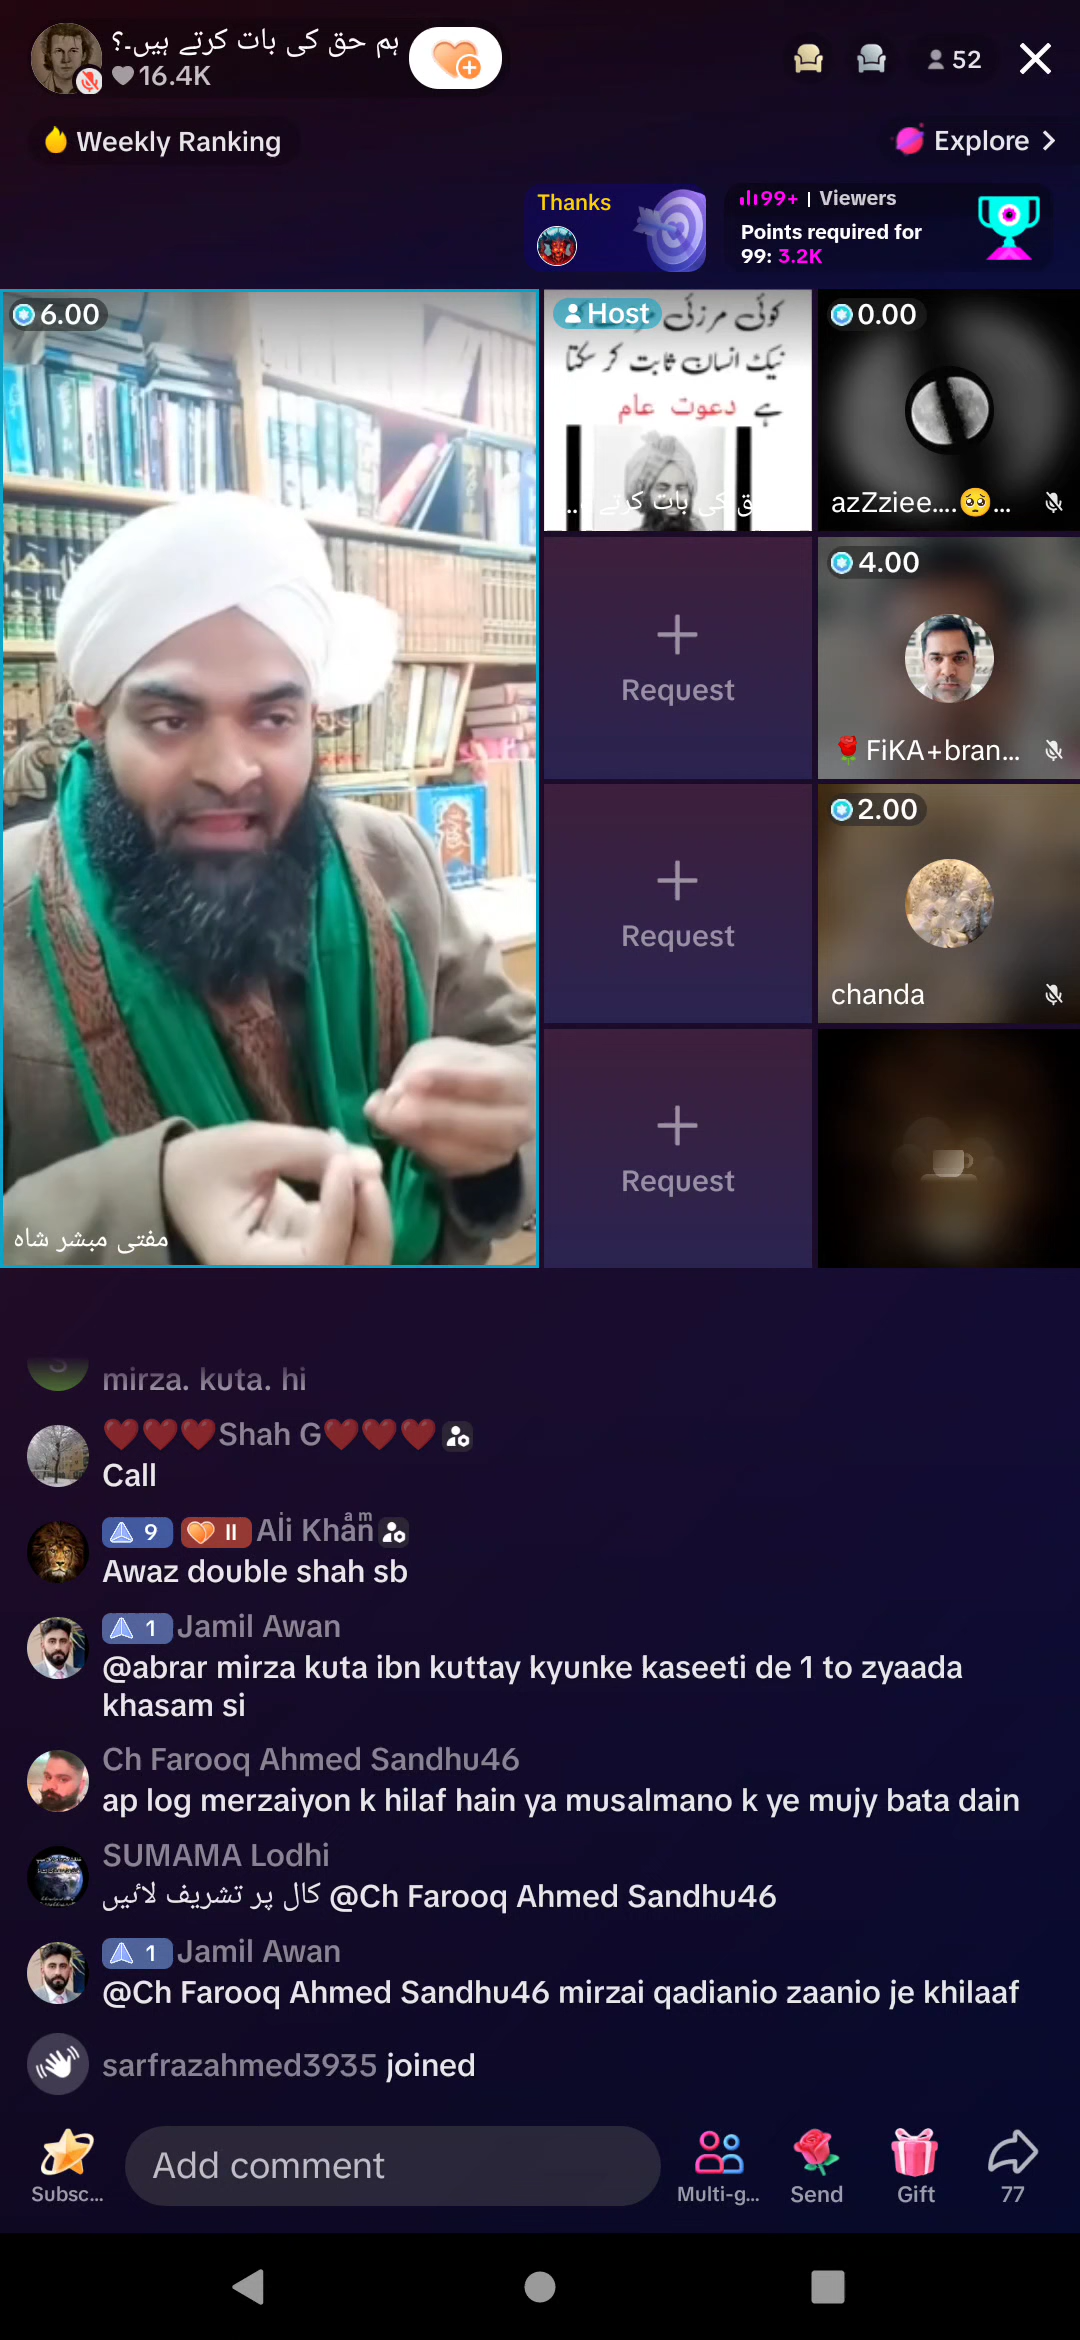 ہم حق کی بات کرتے ہیں۔؟
16.4K
52
Weekly Ranking
Explore
Thanks
99+ | Viewers
Points required for
99: 3.2K
6.00
مفتی مبشر شاہ
Host
کوئی مرزئی
نیک انسان ثابت کر سکتا
ہے دعوت عام
ق کی بات کرتے ...
0.00
azZziee....🥺...
Request
4.00
🌹FiKA+bran...
Request
2.00
chanda
Request
mirza. kuta. hi
❤️❤️❤️Shah G❤️❤️❤️
Call
9 II Ali Khan
Awaz double shah sb
1 Jamil Awan
@abrar mirza kuta ibn kuttay kyunke kaseeti de 1 to zyaada
khasam si
Ch Farooq Ahmed Sandhu46
ap log merzaiyon k hilaf hain ya musalmano k ye mujy bata dain
SUMAMA Lodhi
کال پر تشریف لائیں @Ch Farooq Ahmed Sandhu46
1 Jamil Awan
@Ch Farooq Ahmed Sandhu46 mirzai qadianio zaanio je khilaaf
sarfrazahmed3935 joined
Add comment
Subsc...
Multi-g...
Send
Gift
77